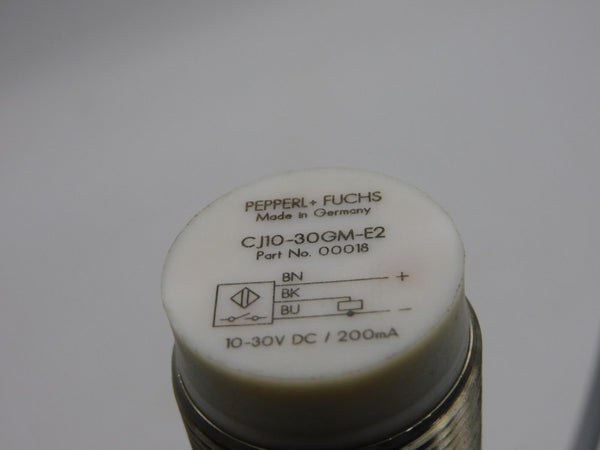 PEPPERL+ FUCHS
Made in Germany
CJ10-30GM-E2
Part No. 00018
BN +
BK
BU -
10-30V DC / 200mA